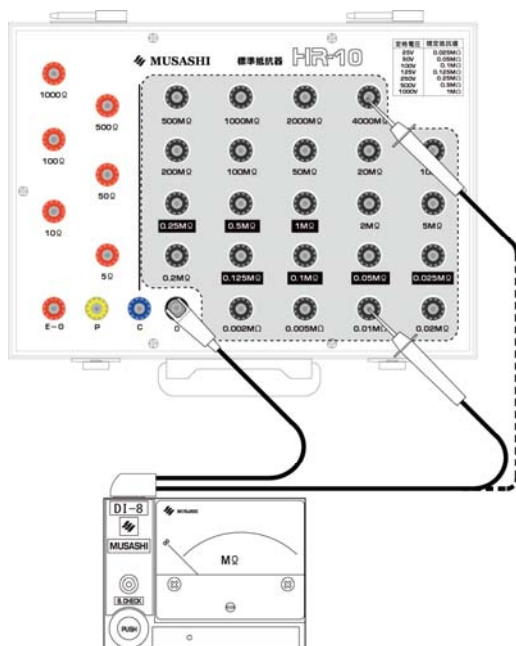 MUSASHI 標準抵抗器 HR-10
定格電圧 規定抵抗値
25V 0.025MΩ
50V 0.05MΩ
100V 0.1MΩ
125V 0.125MΩ
250V 0.25MΩ
500V 0.5MΩ
1000V 1MΩ
1000Ω
500Ω
100Ω
50Ω
10Ω
5Ω
E-0 P C 0
500MΩ 1000MΩ 2000MΩ 4000MΩ
200MΩ 100MΩ 50MΩ 20MΩ
0.25MΩ 0.5MΩ 1MΩ 2MΩ 5MΩ
0.2MΩ 0.125MΩ 0.1MΩ 0.05MΩ 0.025MΩ
0.002MΩ 0.005MΩ 0.01MΩ 0.02MΩ
DI-8
MUSASHI
B.CHECK
PUSH
MUSASHI
∞
MΩ